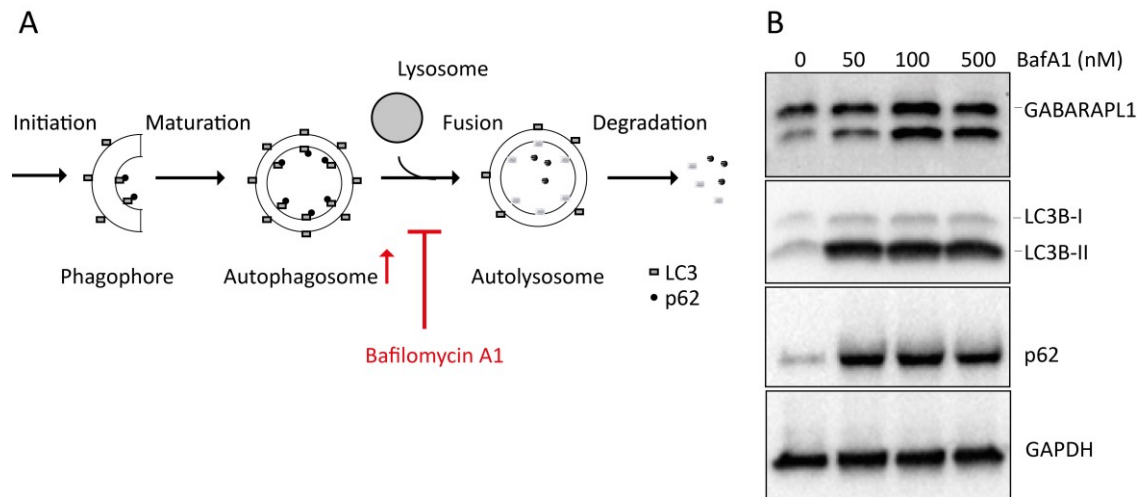 A
Lysosome
Initiation Maturation Fusion Degradation
Phagophore Autophagosome Autolysosome
LC3
p62
Bafilomycin A1
B
0 50 100 500 BafA1 (nM)
GABARAPL1
LC3B-I
LC3B-II
p62
GAPDH